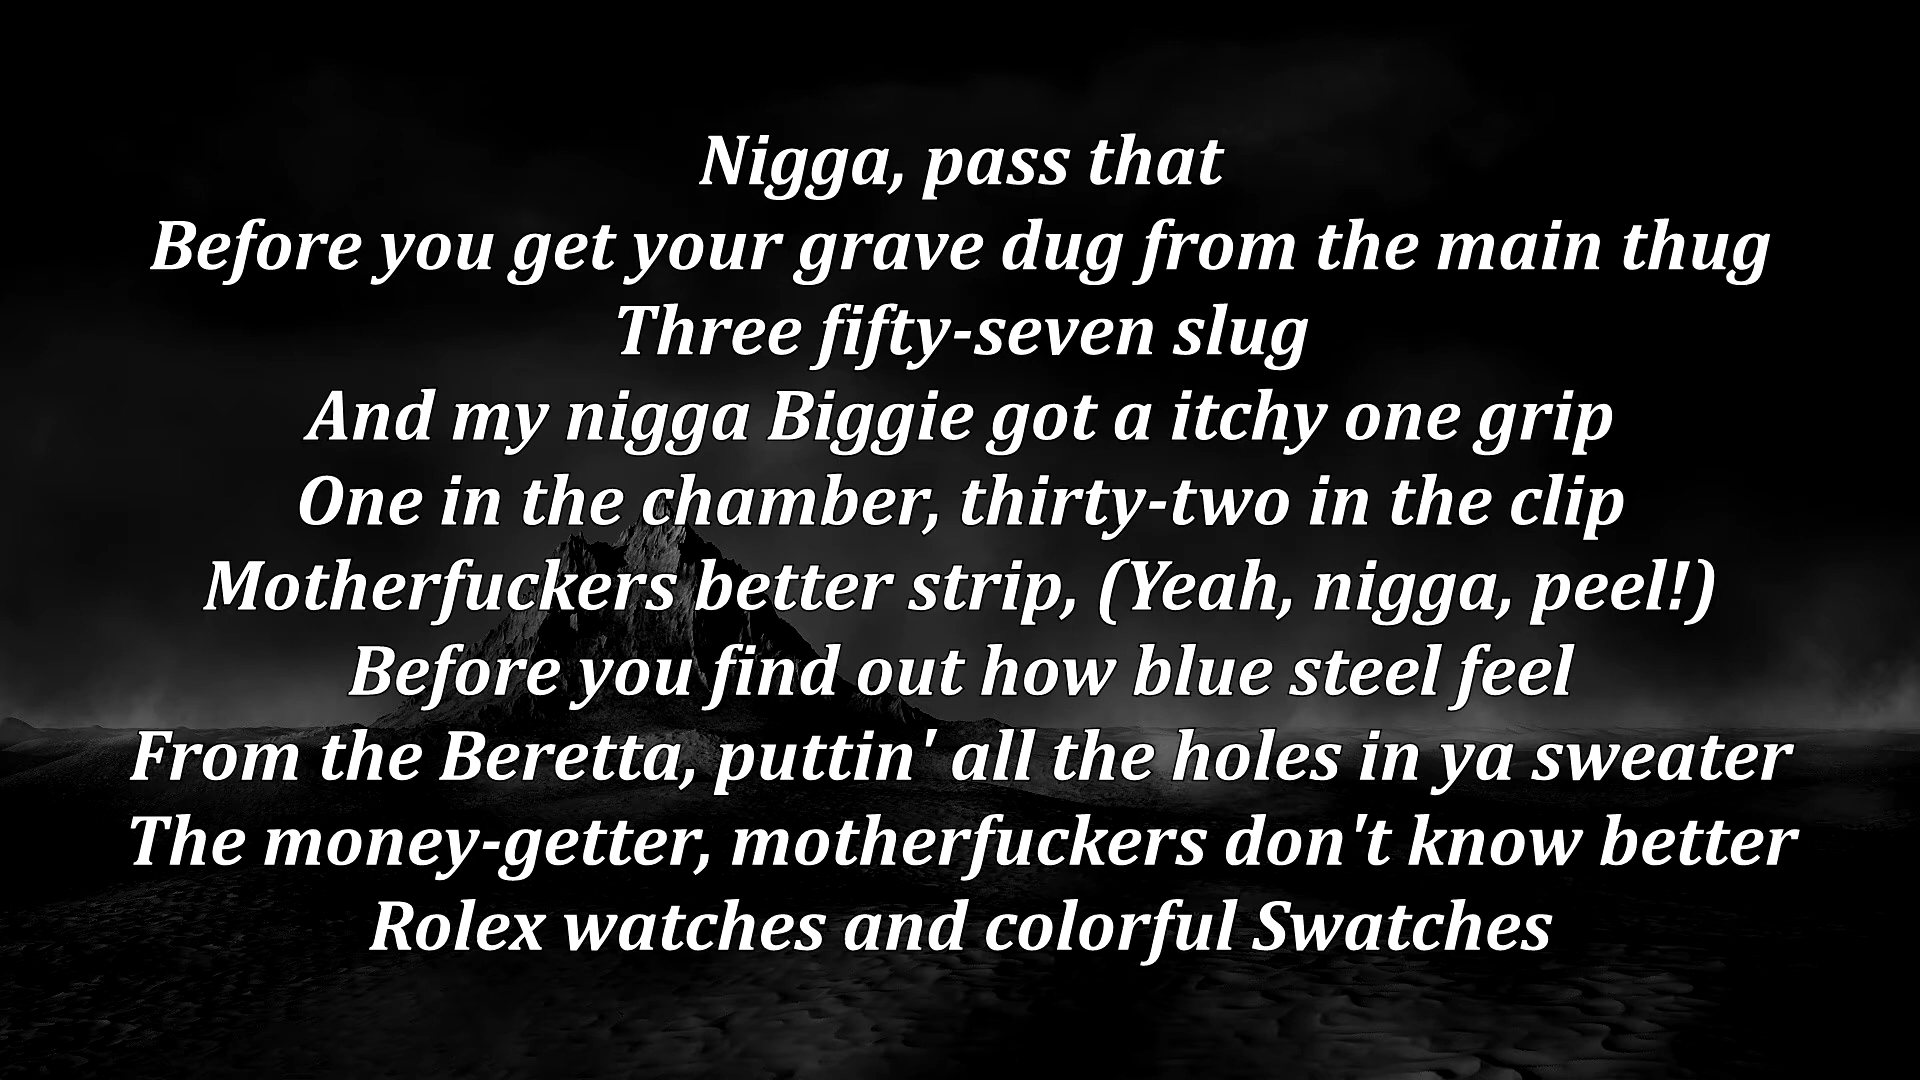 Nigga, pass that
Before you get your grave dug from the main thug
Three fifty-seven slug
And my nigga Biggie got a itchy one grip
One in the chamber, thirty-two in the clip
Motherfuckers better strip, (Yeah, nigga, peel!)
Before you find out how blue steel feel
From the Beretta, puttin' all the holes in ya sweater
The money-getter, motherfuckers don't know better
Rolex watches and colorful Swatches